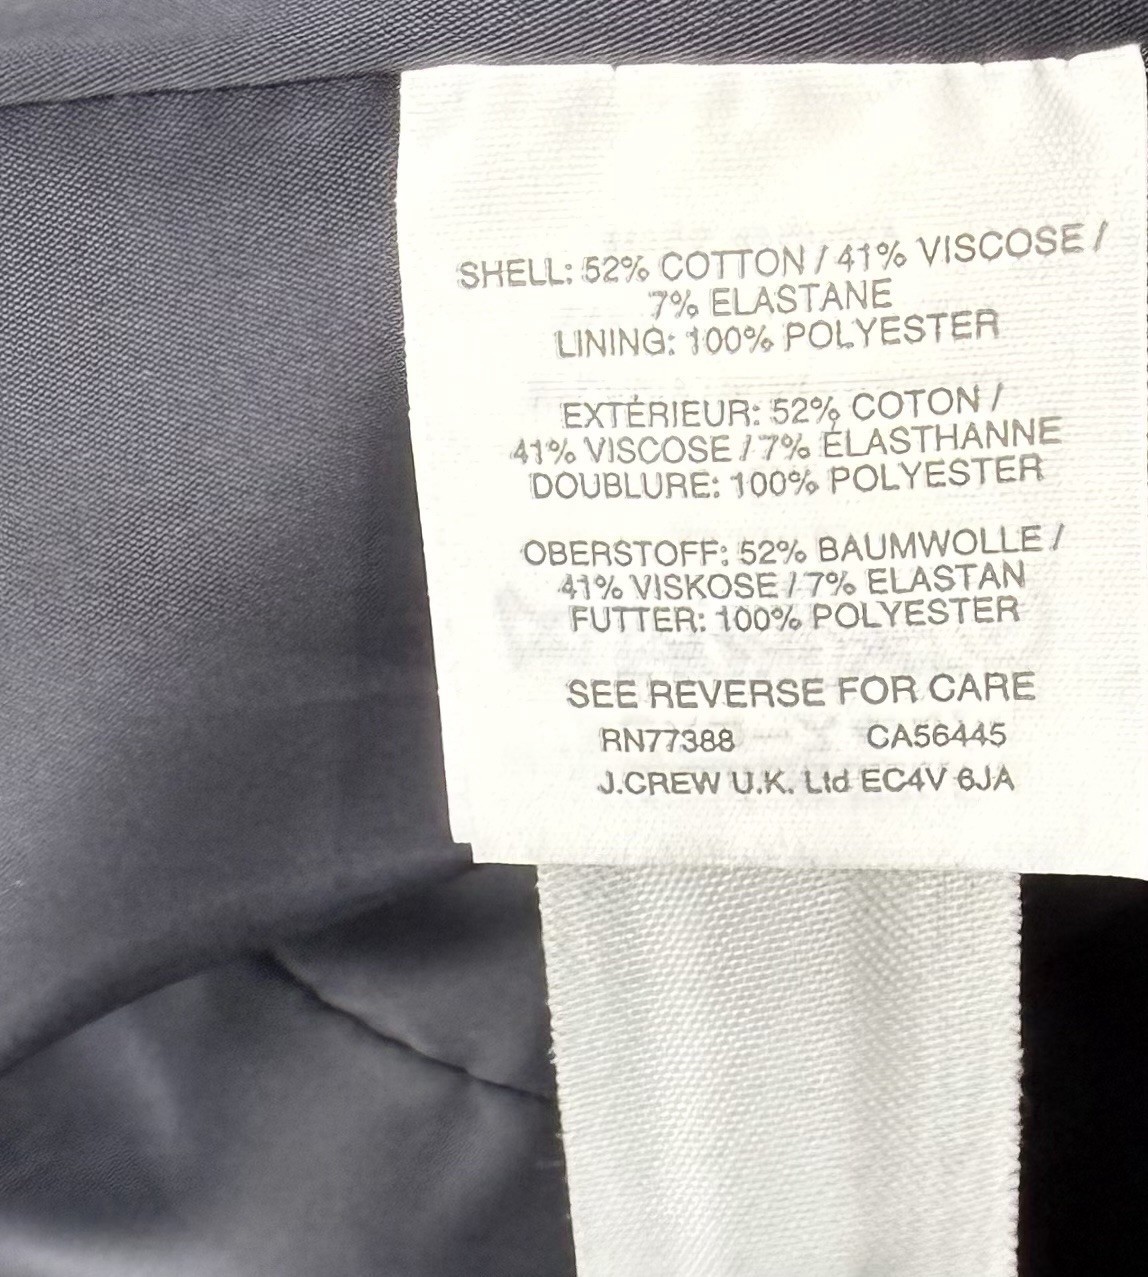 SHELL: 52% COTTON / 41% VISCOSE /
7% ELASTANE
LINING: 100% POLYESTER
EXTÉRIEUR: 52% COTON /
41% VISCOSE / 7% ÉLASTHANNE
DOUBLURE: 100% POLYESTER
OBERSTOFF: 52% BAUMWOLLE /
41% VISKOSE / 7% ELASTAN
FUTTER: 100% POLYESTER
SEE REVERSE FOR CARE
RN77388 CA56445
J.CREW U.K. Ltd EC4V 6JA